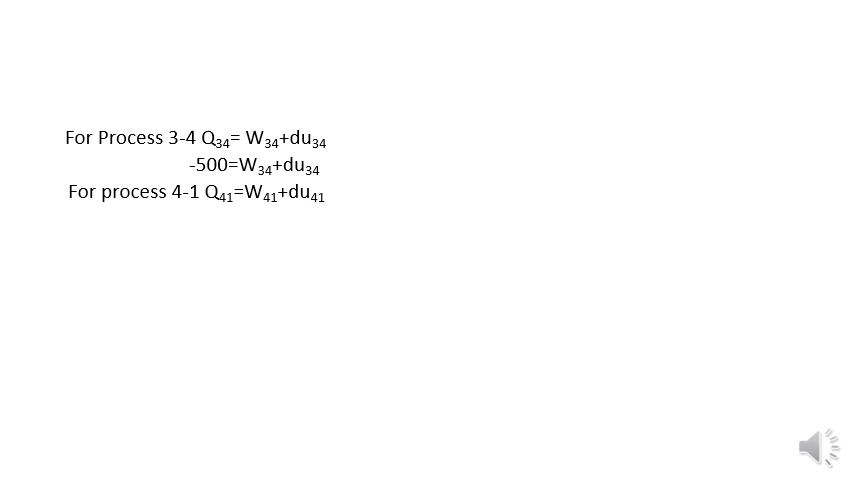 For Process 3-4 Q₃₄= W₃₄+du₃₄
-500=W₃₄+du₃₄
For process 4-1 Q₄₁=W₄₁+du₄₁